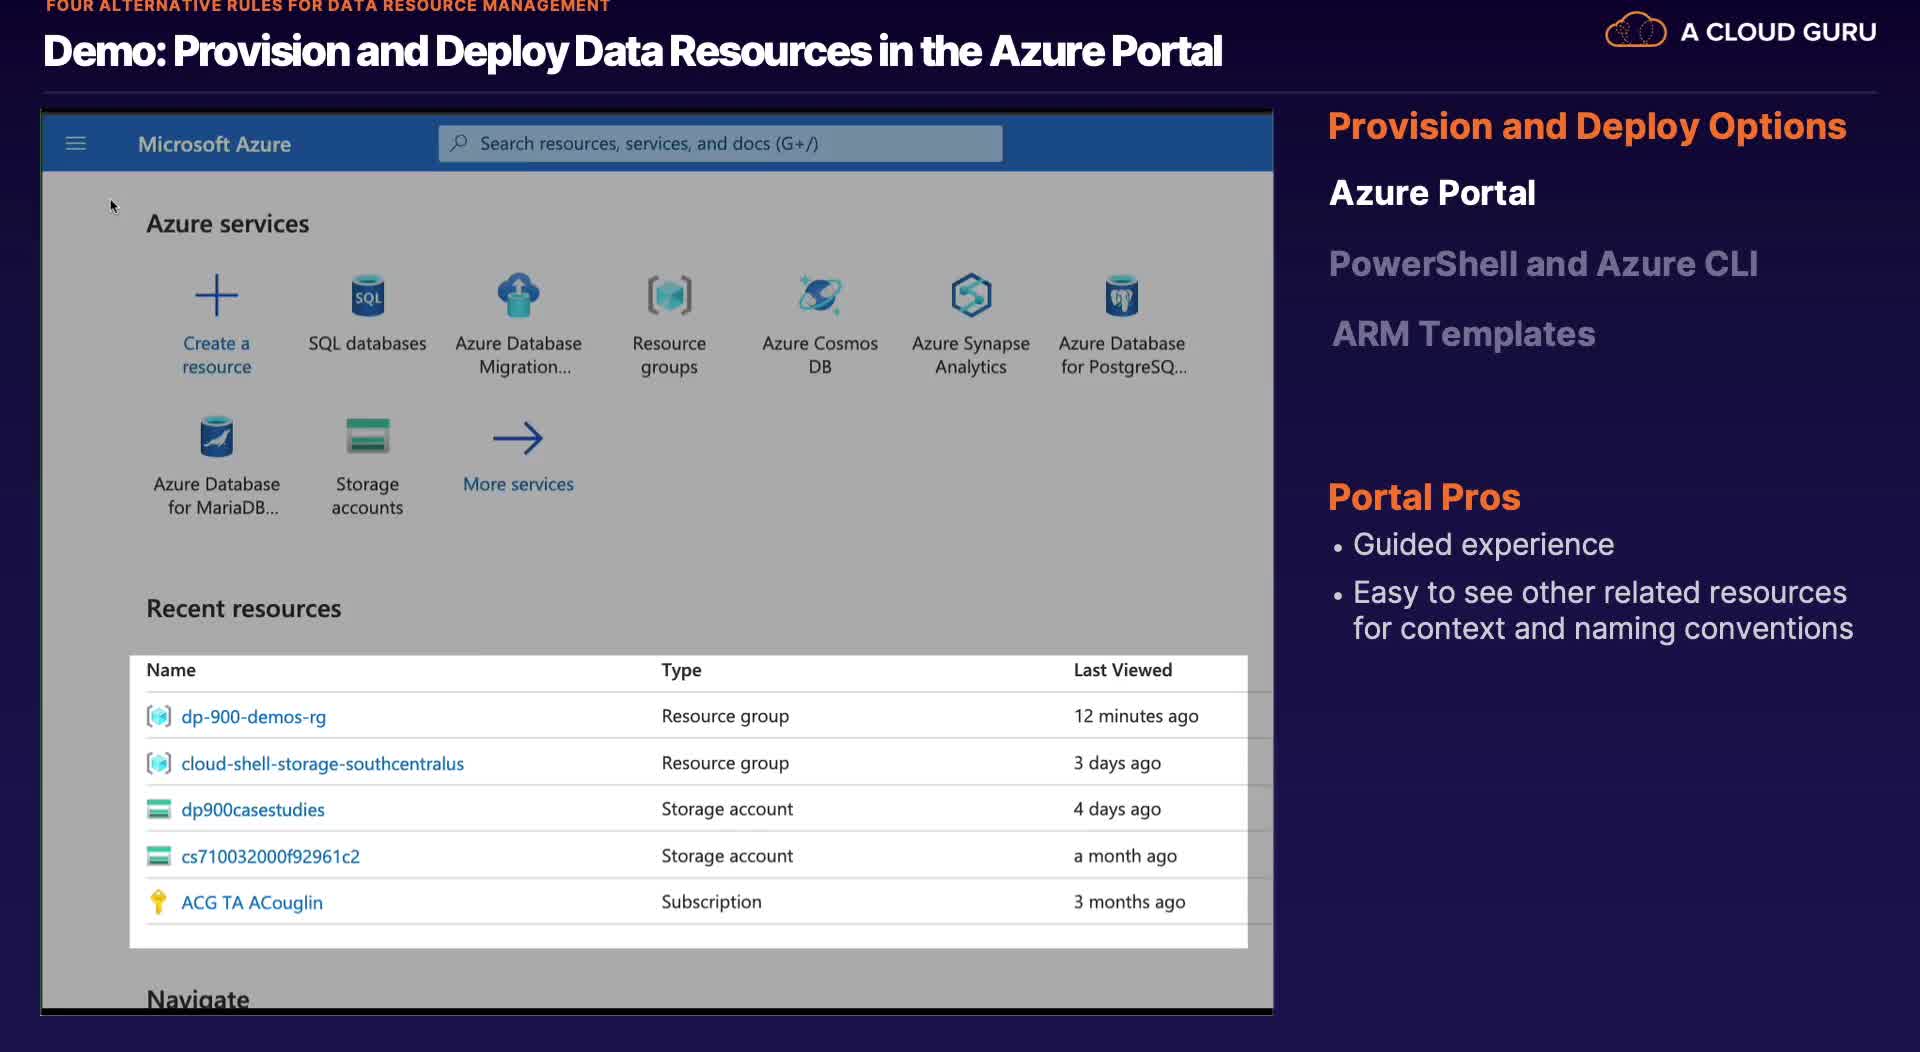 FOUR ALTERNATIVE RULES FOR DATA RESOURCE MANAGEMENT
Demo: Provision and Deploy Data Resources in the Azure Portal
A CLOUD GURU
Microsoft Azure
Search resources, services, and docs (G+/)
Azure services
Create a
resource
SQL databases
Azure Database
Migration...
Resource
groups
Azure Cosmos
DB
Azure Synapse
Analytics
Azure Database
for PostgreSQ...
Azure Database
for MariaDB...
Storage
accounts
More services
Recent resources
Name Type Last Viewed
dp-900-demos-rg Resource group 12 minutes ago
cloud-shell-storage-southcentralus Resource group 3 days ago
dp900casestudies Storage account 4 days ago
cs710032000f92961c2 Storage account a month ago
ACG TA ACouglin Subscription 3 months ago
Navigate
Provision and Deploy Options
Azure Portal
PowerShell and Azure CLI
ARM Templates
Portal Pros
• Guided experience
• Easy to see other related resources
for context and naming conventions
SQL